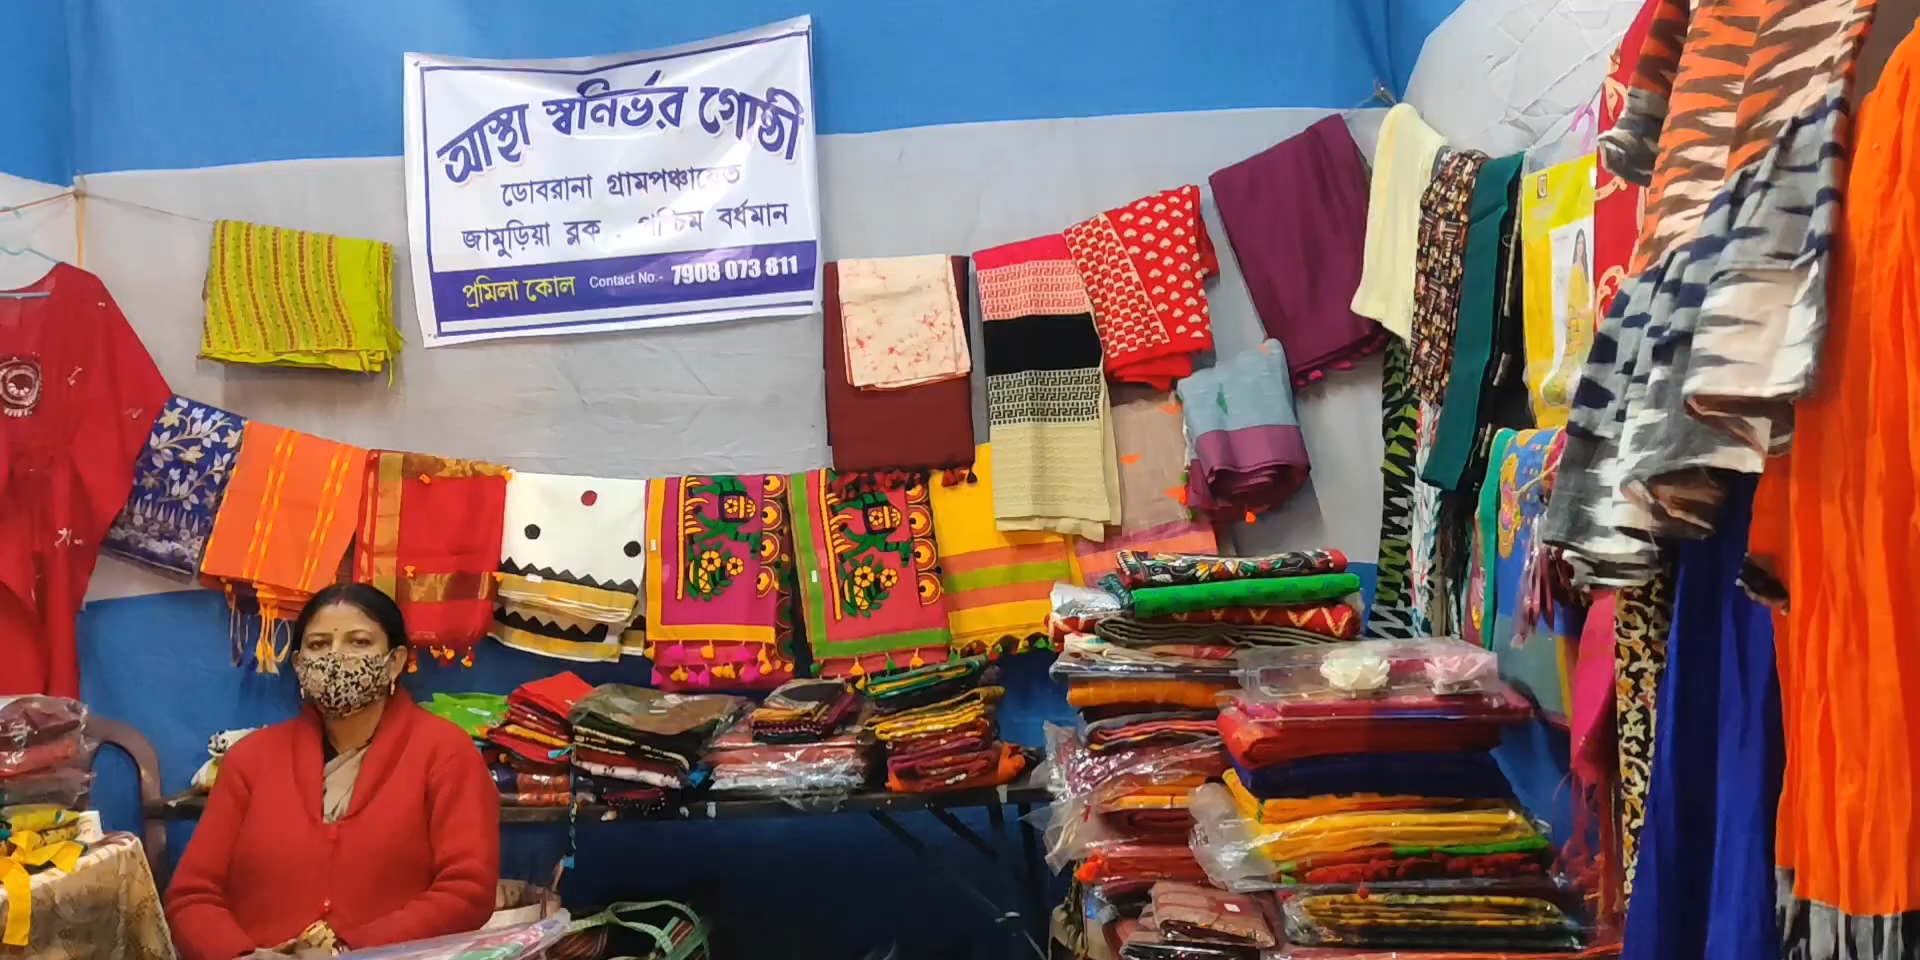 আস্থা স্বনির্ভর গোষ্ঠী
ডোবরানা গ্রামপঞ্চায়েত
জামুড়িয়া ব্লক . পশ্চিম বর্ধমান
প্রমিলা কোল Contact No.- 7908 073 811